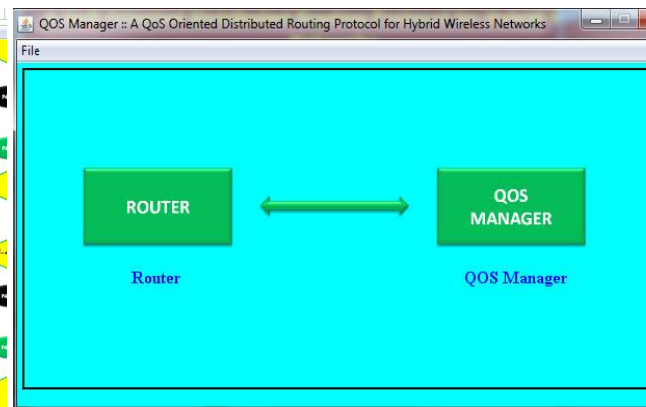 QOS Manager :: A QoS Oriented Distributed Routing Protocol for Hybrid Wireless Networks
File
ROUTER
QOS
MANAGER
Router
QOS Manager